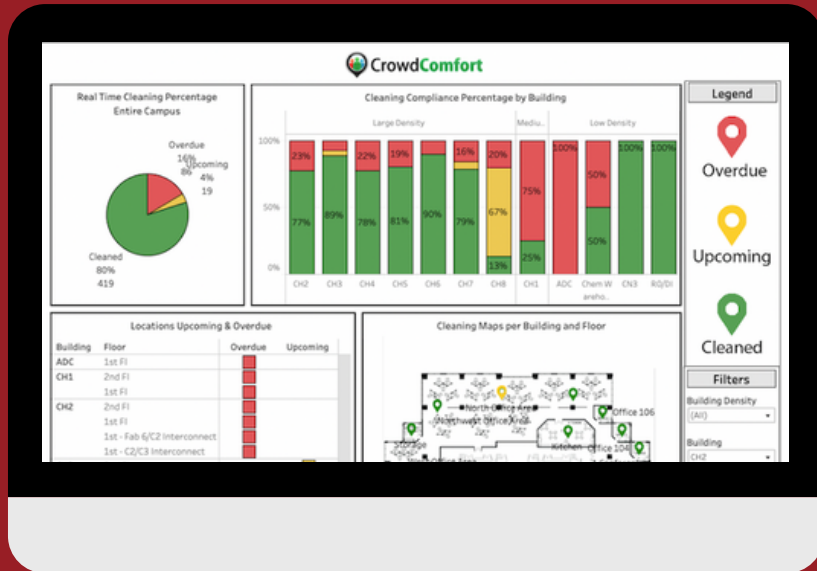 CrowdComfort
Real Time Cleaning Percentage
Entire Campus
Overdue
16%
86
Upcoming
4%
19
Cleaned
80%
419
Cleaning Compliance Percentage by Building
Large Density
Mediu..
Low Density
100%
50%
0%
23%
22%
19%
16%
20%
75%
100%
50%
100%
100%
77%
89%
78%
81%
90%
79%
67%
13%
25%
50%
CH2
CH3
CH4
CH5
CH6
CH7
CH8
CH1
ADC
Chem W
areho..
CN3
RO/DI
Legend
Overdue
Upcoming
Cleaned
Locations Upcoming & Overdue
Building Floor Overdue Upcoming
ADC 1st Fl
CH1 2nd Fl
1st Fl
CH2 2nd Fl
1st Fl
1st - Fab 6/C2 Interconnect
1st - C2/C3 Interconnect
Cleaning Maps per Building and Floor
North Office Area
Northwest Office Area
Office 106
Storage
Kitchen
Office 104
Filters
Building Density
(All)
Building
CH2